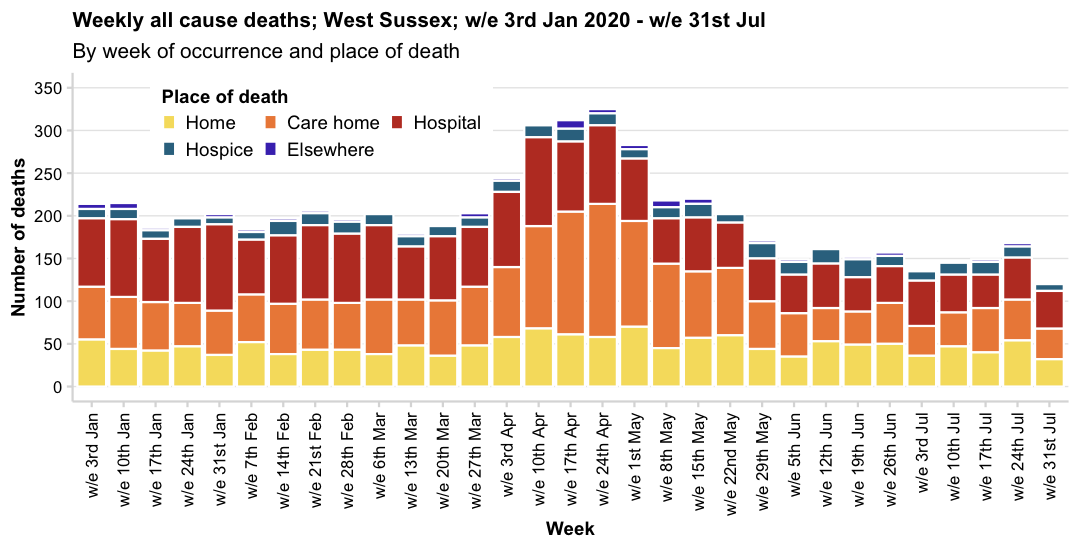 Weekly all cause deaths; West Sussex; w/e 3rd Jan 2020 - w/e 31st Jul
By week of occurrence and place of death
Number of deaths
350
300
250
200
150
100
50
0
Place of death
Home Care home Hospital
Hospice Elsewhere
w/e 3rd Jan
w/e 10th Jan
w/e 17th Jan
w/e 24th Jan
w/e 31st Jan
w/e 7th Feb
w/e 14th Feb
w/e 21st Feb
w/e 28th Feb
w/e 6th Mar
w/e 13th Mar
w/e 20th Mar
w/e 27th Mar
w/e 3rd Apr
w/e 10th Apr
w/e 17th Apr
w/e 24th Apr
w/e 1st May
w/e 8th May
w/e 15th May
w/e 22nd May
w/e 29th May
w/e 5th Jun
w/e 12th Jun
w/e 19th Jun
w/e 26th Jun
w/e 3rd Jul
w/e 10th Jul
w/e 17th Jul
w/e 24th Jul
w/e 31st Jul
Week